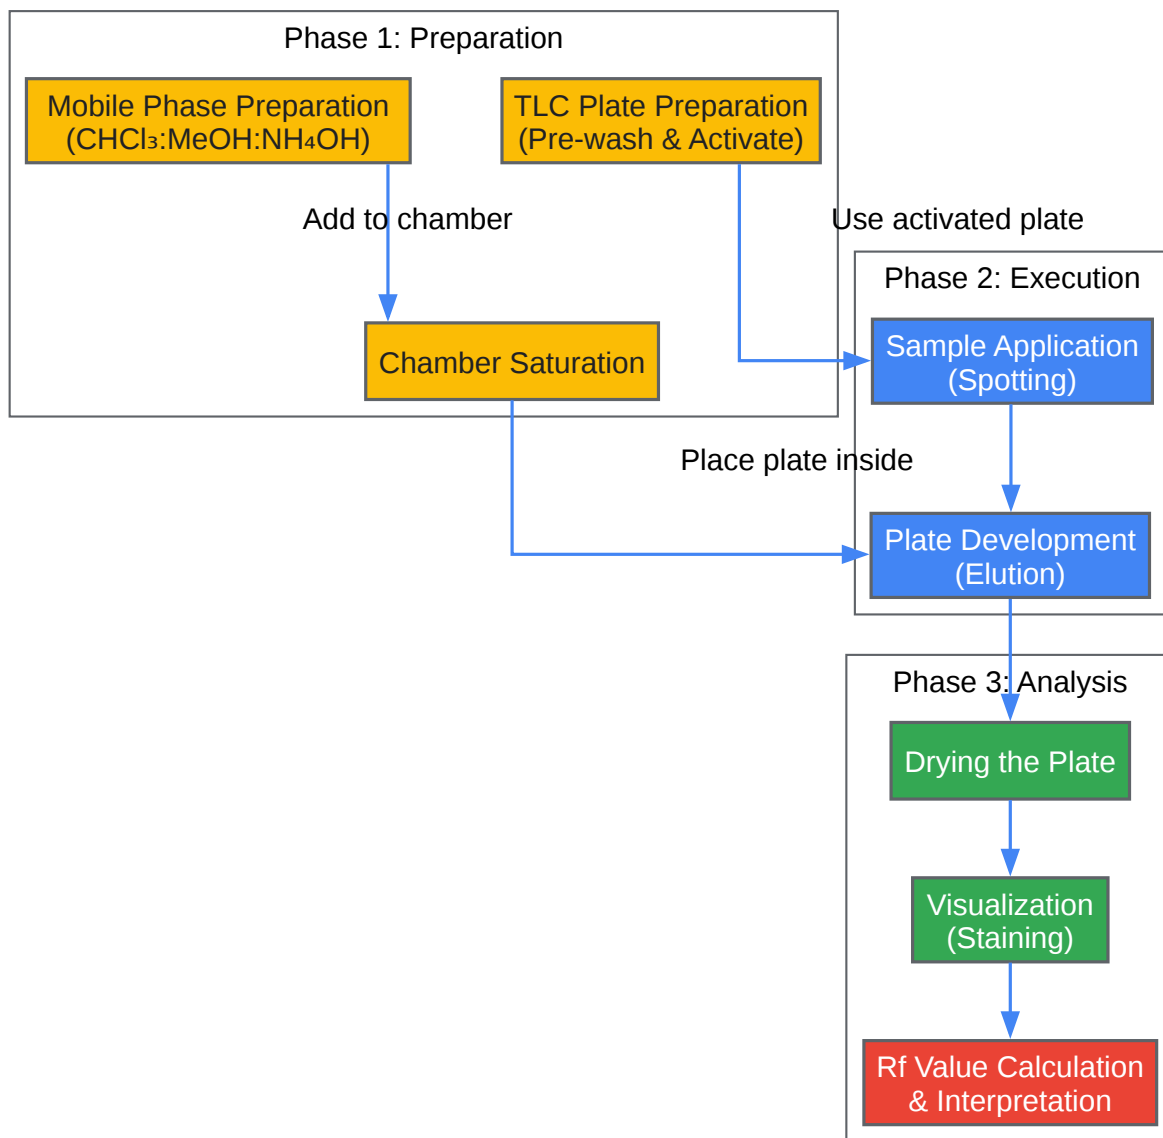 Phase 1: Preparation
Mobile Phase Preparation
(CHCl₃:MeOH:NH₄OH)
TLC Plate Preparation
(Pre-wash & Activate)
Add to chamber
Use activated plate
Chamber Saturation
Phase 2: Execution
Sample Application
(Spotting)
Place plate inside
Plate Development
(Elution)
Phase 3: Analysis
Drying the Plate
Visualization
(Staining)
Rf Value Calculation
& Interpretation